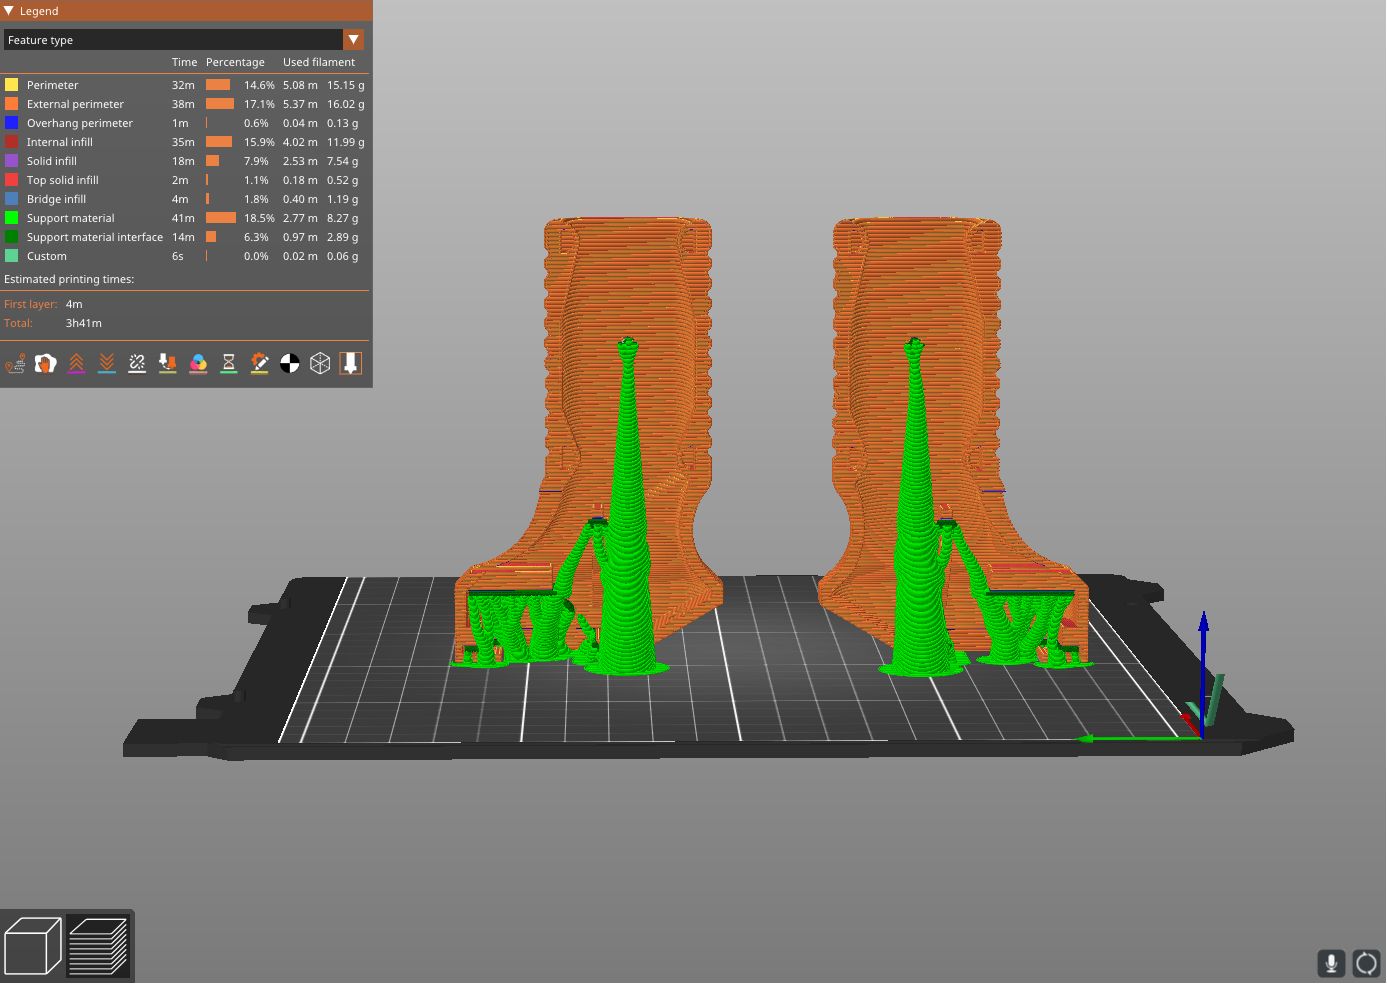 Legend
Feature type
Time Percentage Used filament
Perimeter 32m 14.6% 5.08 m 15.15 g
External perimeter 38m 17.1% 5.37 m 16.02 g
Overhang perimeter 1m 0.6% 0.04 m 0.13 g
Internal infill 35m 15.9% 4.02 m 11.99 g
Solid infill 18m 7.9% 2.53 m 7.54 g
Top solid infill 2m 1.1% 0.18 m 0.52 g
Bridge infill 4m 1.8% 0.40 m 1.19 g
Support material 41m 18.5% 2.77 m 8.27 g
Support material interface 14m 6.3% 0.97 m 2.89 g
Custom 6s 0.0% 0.02 m 0.06 g
Estimated printing times:
First layer: 4m
Total: 3h41m